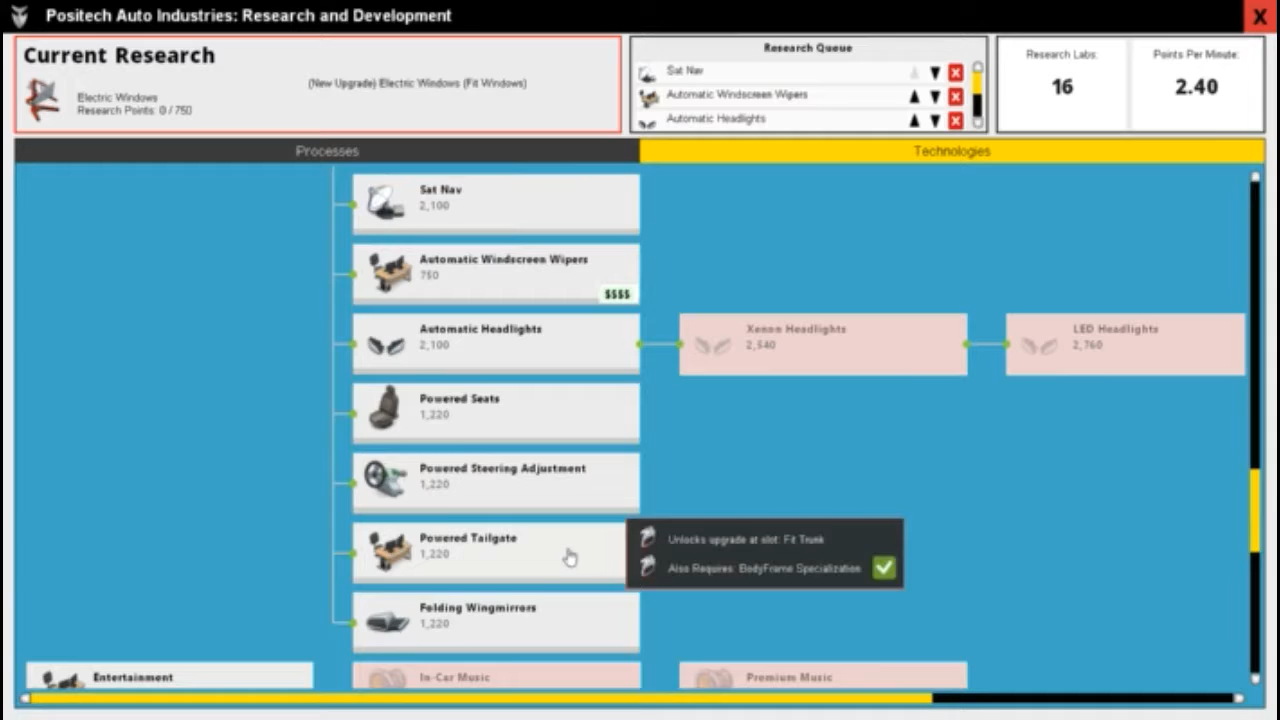 Positech Auto Industries: Research and Development
X
Current Research
(New Upgrade) Electric Windows (Fit Windows)
Electric Windows
Research Points: 0 / 750
Research Queue
Sat Nav
Automatic Windscreen Wipers
Automatic Headlights
Research Labs:
16
Points Per Minute:
2.40
Processes
Technologies
Sat Nav
2,100
Automatic Windscreen Wipers
750
$$$$
Automatic Headlights
2,100
Xenon Headlights
2,540
LED Headlights
2,760
Powered Seats
1,220
Powered Steering Adjustment
1,220
Powered Tailgate
1,220
Unlocks upgrade at slot: Fit Trunk
Also Requires: BodyFrame Specialization
Folding Wingmirrors
1,220
Entertainment
In-Car Music
Premium Music